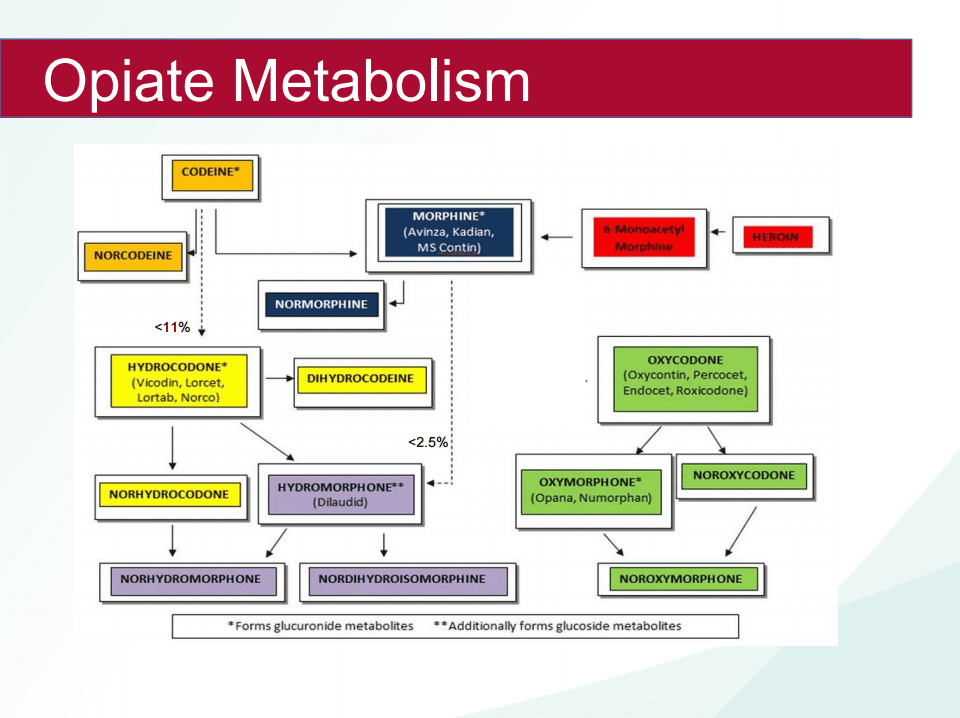 Opiate Metabolism
CODEINE*
MORPHINE*
(Avinza, Kadian,
MS Contin)
6-Monoacetyl
Morphine
HEROIN
NORCODEINE
NORMORPHINE
<11%
HYDROCODONE*
(Vicodin, Lorcet,
Lortab, Norco)
DIHYDROCODEINE
OXYCODONE
(Oxycontin, Percocet,
Endocet, Roxicodone)
<2.5%
NORHYDROCODONE
HYDROMORPHONE**
(Dilaudid)
OXYMORPHONE*
(Opana, Numorphan)
NOROXYCODONE
NORHYDROMORPHONE
NORDIHYDROISOMORPHINE
NOROXYMORPHONE
*Forms glucuronide metabolites **Additionally forms glucoside metabolites